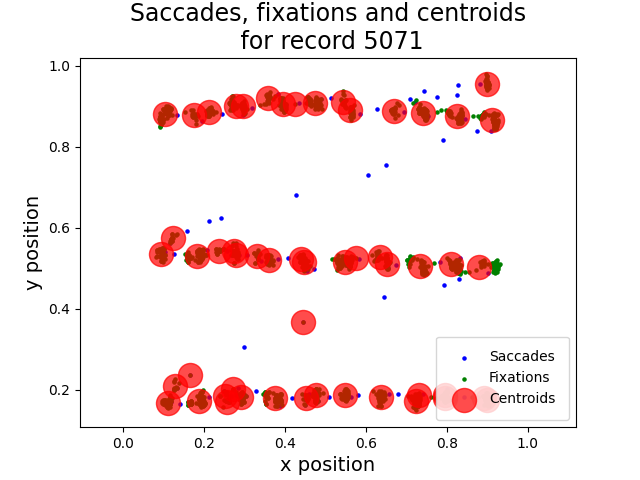 Saccades, fixations and centroids
for record 5071
1.0
0.8
0.6
0.4
0.2
y position
0.0
0.2
0.4
0.6
0.8
1.0
x position
Saccades
Fixations
Centroids